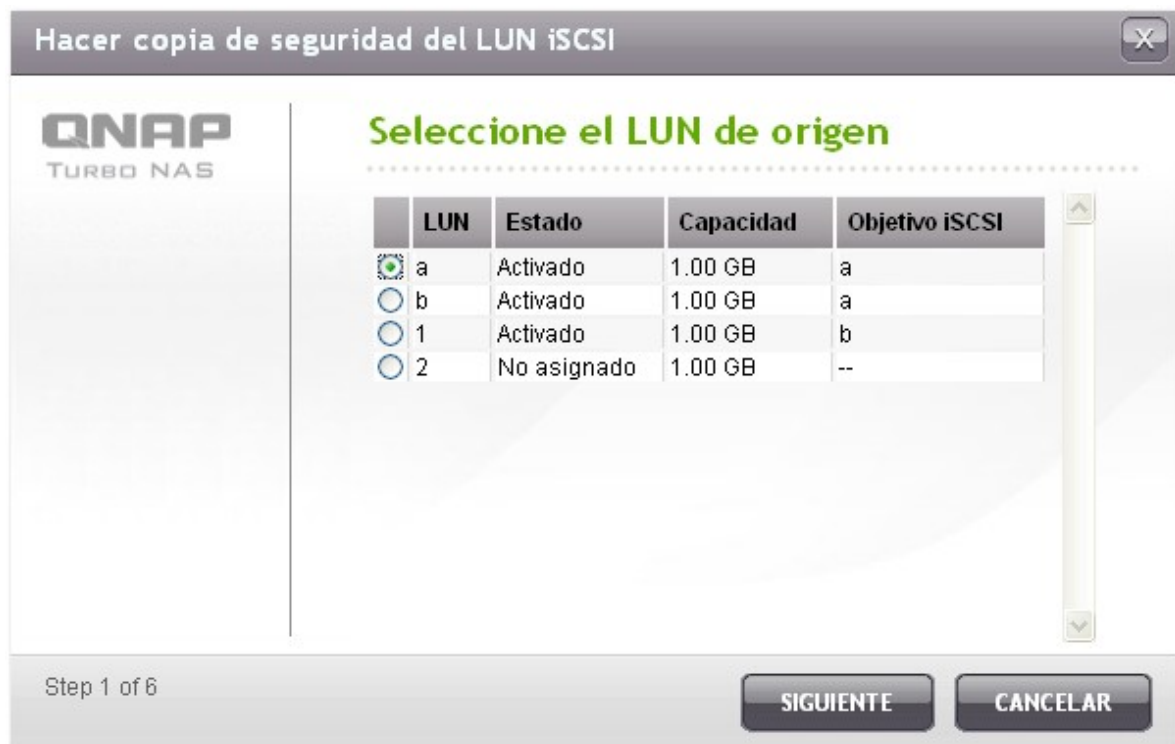 Hacer copia de seguridad del LUN iSCSI
X
QNAP
TURBO NAS
Seleccione el LUN de origen
LUN Estado Capacidad Objetivo iSCSI
a Activado 1.00 GB a
b Activado 1.00 GB a
1 Activado 1.00 GB b
2 No asignado 1.00 GB --
Step 1 of 6
SIGUIENTE CANCELAR